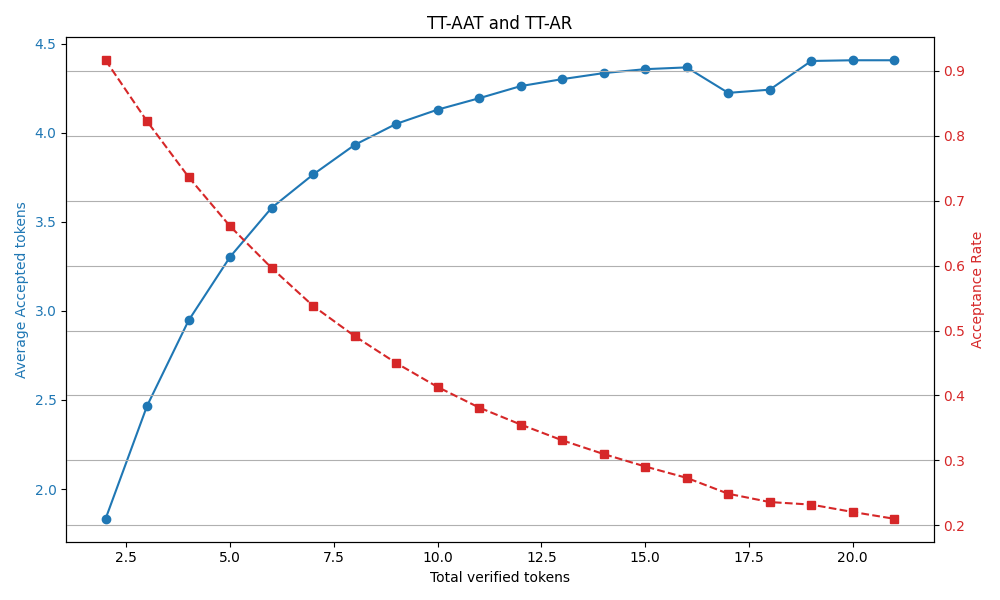 TT-AAT and TT-AR
Average Accepted tokens
4.5
4.0
3.5
3.0
2.5
2.0
0.9
0.8
0.7
0.6
0.5
0.4
0.3
0.2
Acceptance Rate
2.5 5.0 7.5 10.0 12.5 15.0 17.5 20.0
Total verified tokens